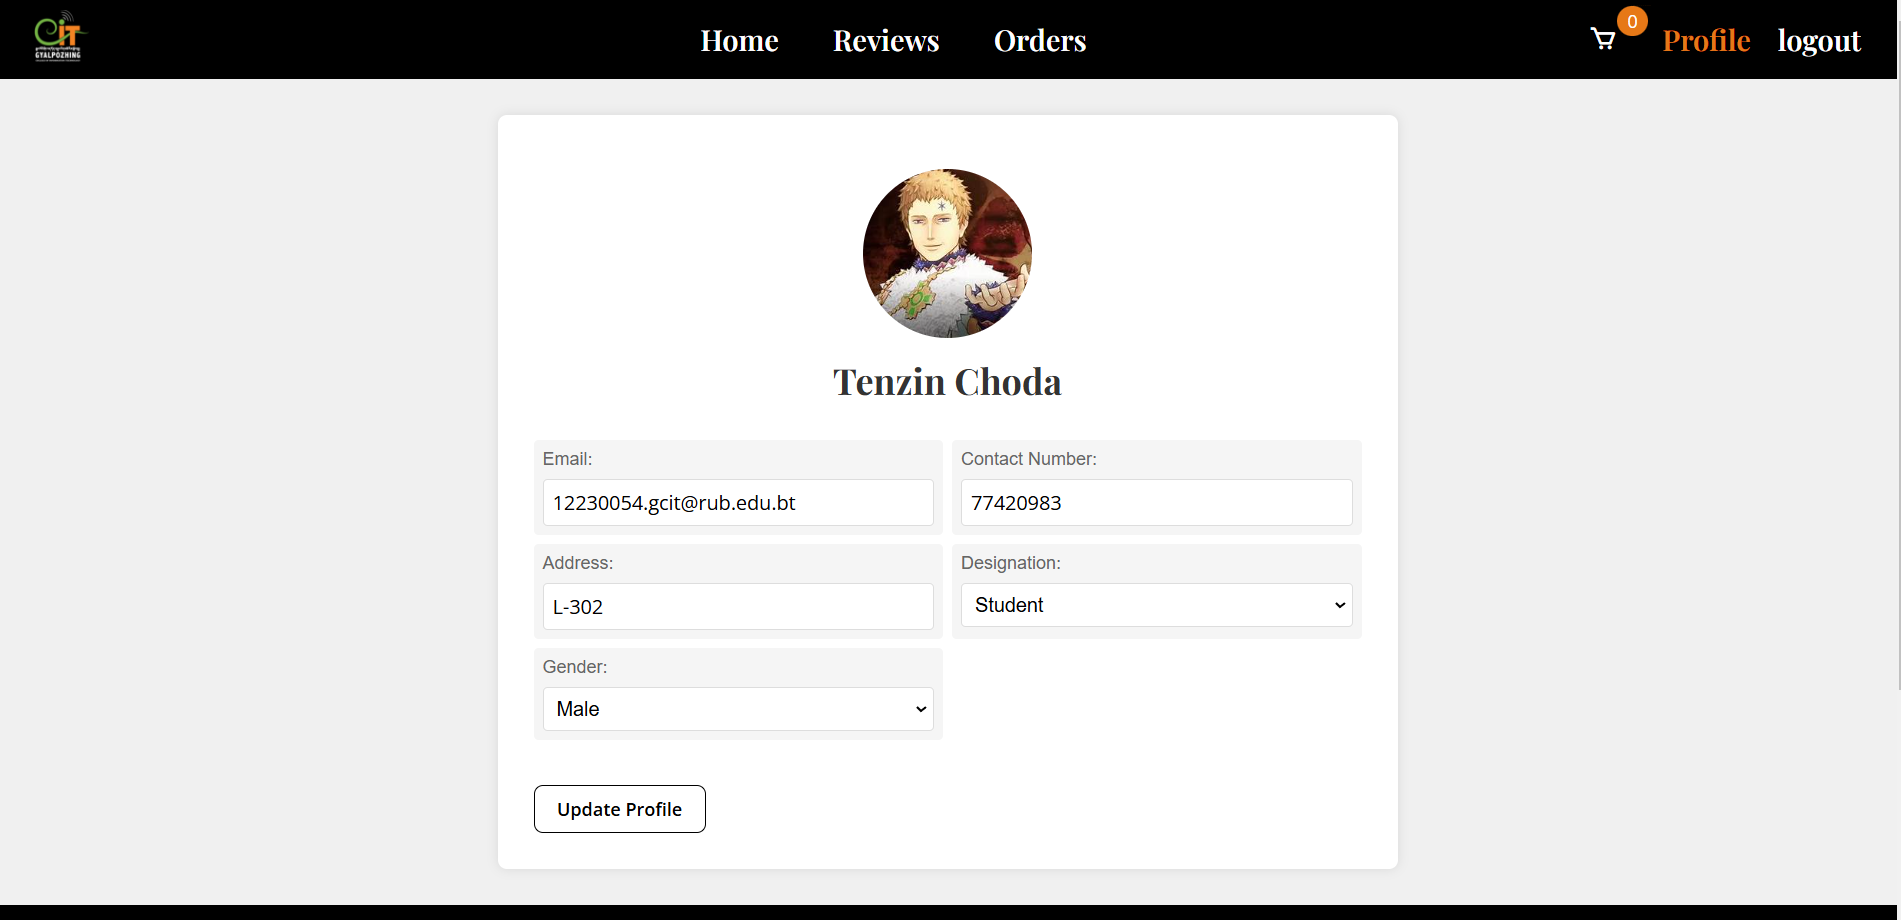 GYALPOZHING
Home
Reviews
Orders
0
Profile
logout
Tenzin Choda
Email:
Contact Number:
12230054.gcit@rub.edu.bt
77420983
Address:
Designation:
L-302
Student
Gender:
Male
Update Profile